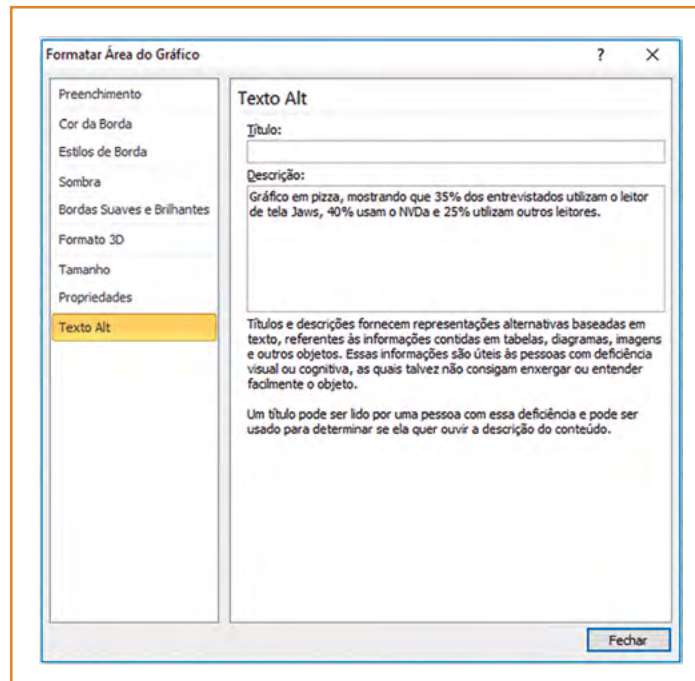 Formatar Área do Gráfico
? X
Preenchimento
Cor da Borda
Estilos de Borda
Sombra
Bordas Suaves e Brilhantes
Formato 3D
Tamanho
Propriedades
Texto Alt
Texto Alt
Título:
Descrição:
Gráfico em pizza, mostrando que 35% dos entrevistados utilizam o leitor
de tela Jaws, 40% usam o NVDa e 25% utilizam outros leitores.
Títulos e descrições fornecem representações alternativas baseadas em
texto, referentes às informações contidas em tabelas, diagramas, imagens
e outros objetos. Essas informações são úteis às pessoas com deficiência
visual ou cognitiva, as quais talvez não consigam enxergar ou entender
facilmente o objeto.
Um título pode ser lido por uma pessoa com essa deficiência e pode ser
usado para determinar se ela quer ouvir a descrição do conteúdo.
Fechar